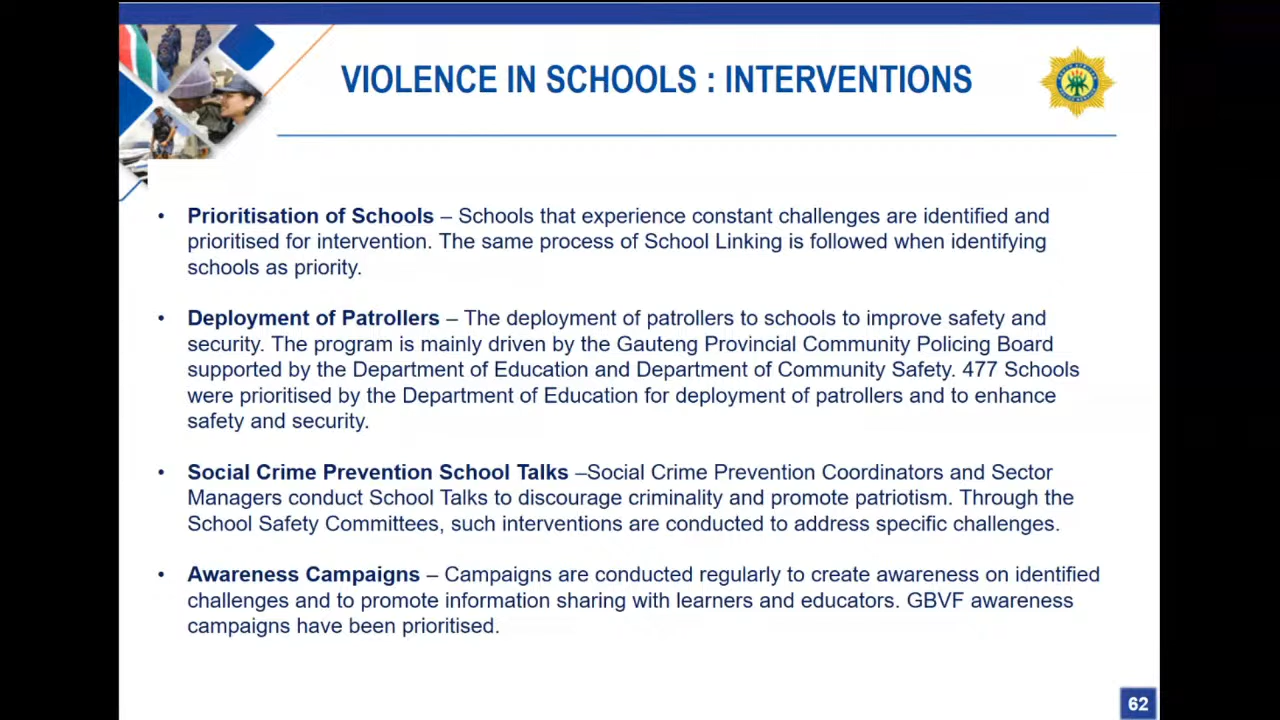 VIOLENCE IN SCHOOLS : INTERVENTIONS
• Prioritisation of Schools – Schools that experience constant challenges are identified and
prioritised for intervention. The same process of School Linking is followed when identifying
schools as priority.
• Deployment of Patrollers – The deployment of patrollers to schools to improve safety and
security. The program is mainly driven by the Gauteng Provincial Community Policing Board
supported by the Department of Education and Department of Community Safety. 477 Schools
were prioritised by the Department of Education for deployment of patrollers and to enhance
safety and security.
• Social Crime Prevention School Talks –Social Crime Prevention Coordinators and Sector
Managers conduct School Talks to discourage criminality and promote patriotism. Through the
School Safety Committees, such interventions are conducted to address specific challenges.
• Awareness Campaigns – Campaigns are conducted regularly to create awareness on identified
challenges and to promote information sharing with learners and educators. GBVF awareness
campaigns have been prioritised.
62